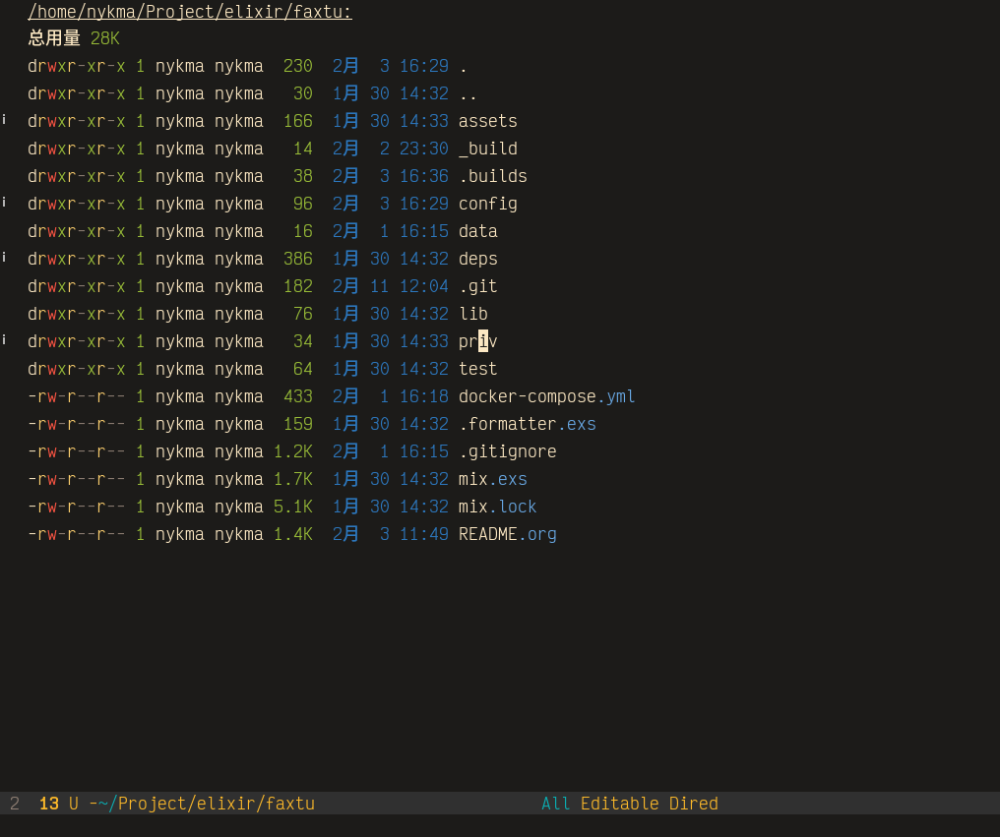 /home/nykma/Project/elixir/faxtu:
总用量 28K
drwxr-xr-x 1 nykma nykma  230  2月  3 16:29 .
drwxr-xr-x 1 nykma nykma   30  1月 30 14:32 ..
i drwxr-xr-x 1 nykma nykma  166  1月 30 14:33 assets
drwxr-xr-x 1 nykma nykma   14  2月  2 23:30 _build
drwxr-xr-x 1 nykma nykma   38  2月  3 16:36 .builds
i drwxr-xr-x 1 nykma nykma   96  2月  3 16:29 config
drwxr-xr-x 1 nykma nykma   16  2月  1 16:15 data
i drwxr-xr-x 1 nykma nykma  386  1月 30 14:32 deps
drwxr-xr-x 1 nykma nykma  182  2月 11 12:04 .git
drwxr-xr-x 1 nykma nykma   76  1月 30 14:32 lib
i drwxr-xr-x 1 nykma nykma   34  1月 30 14:33 priv
drwxr-xr-x 1 nykma nykma   64  1月 30 14:32 test
-rw-r--r-- 1 nykma nykma  433  2月  1 16:18 docker-compose.yml
-rw-r--r-- 1 nykma nykma  159  1月 30 14:32 .formatter.exs
-rw-r--r-- 1 nykma nykma 1.2K  2月  1 16:15 .gitignore
-rw-r--r-- 1 nykma nykma 1.7K  1月 30 14:32 mix.exs
-rw-r--r-- 1 nykma nykma 5.1K  1月 30 14:32 mix.lock
-rw-r--r-- 1 nykma nykma 1.4K  2月  3 11:49 README.org
2  13 U -~/Project/elixir/faxtu All Editable Dired